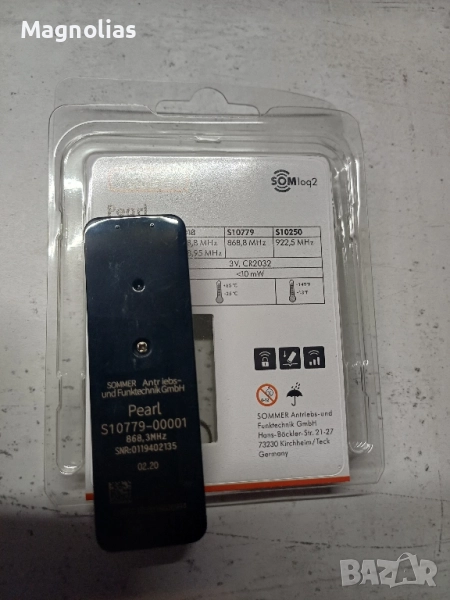 Magnolias
SOMloq2
Pearl
S10779 S10250
868,8 MHz 922,5 MHz
3V, CR2032
<10 mW
SOMMER Antriebs-
und Funktechnik GmbH
Pearl
S10779-00001
868,3MHz
SNR:0119402135
02.20
SOMMER Antriebs- und
Funktechnik GmbH
Hans-Böckler-Str. 21-27
73230 Kirchheim/Teck
Germany
BAZAR.bg